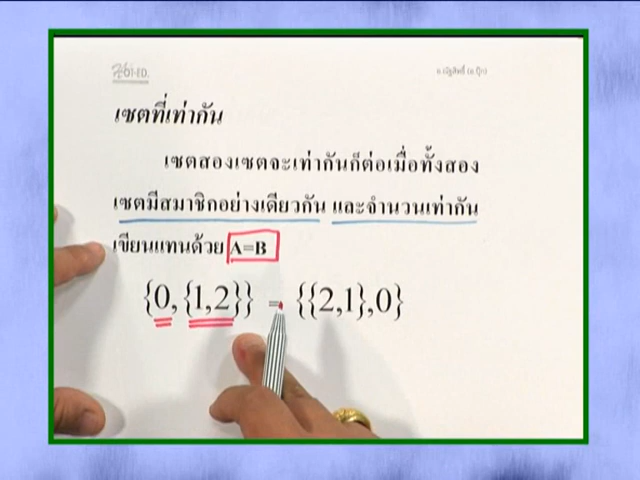 เซตที่เท่ากัน
เซตสองเซตจะเท่ากันก็ต่อเมื่อทั้งสอง
เซตมีสมาชิกอย่างเดียวกัน และจำนวนเท่ากัน
เขียนแทนด้วย A=B
{0,{1,2}} = {{2,1},0}